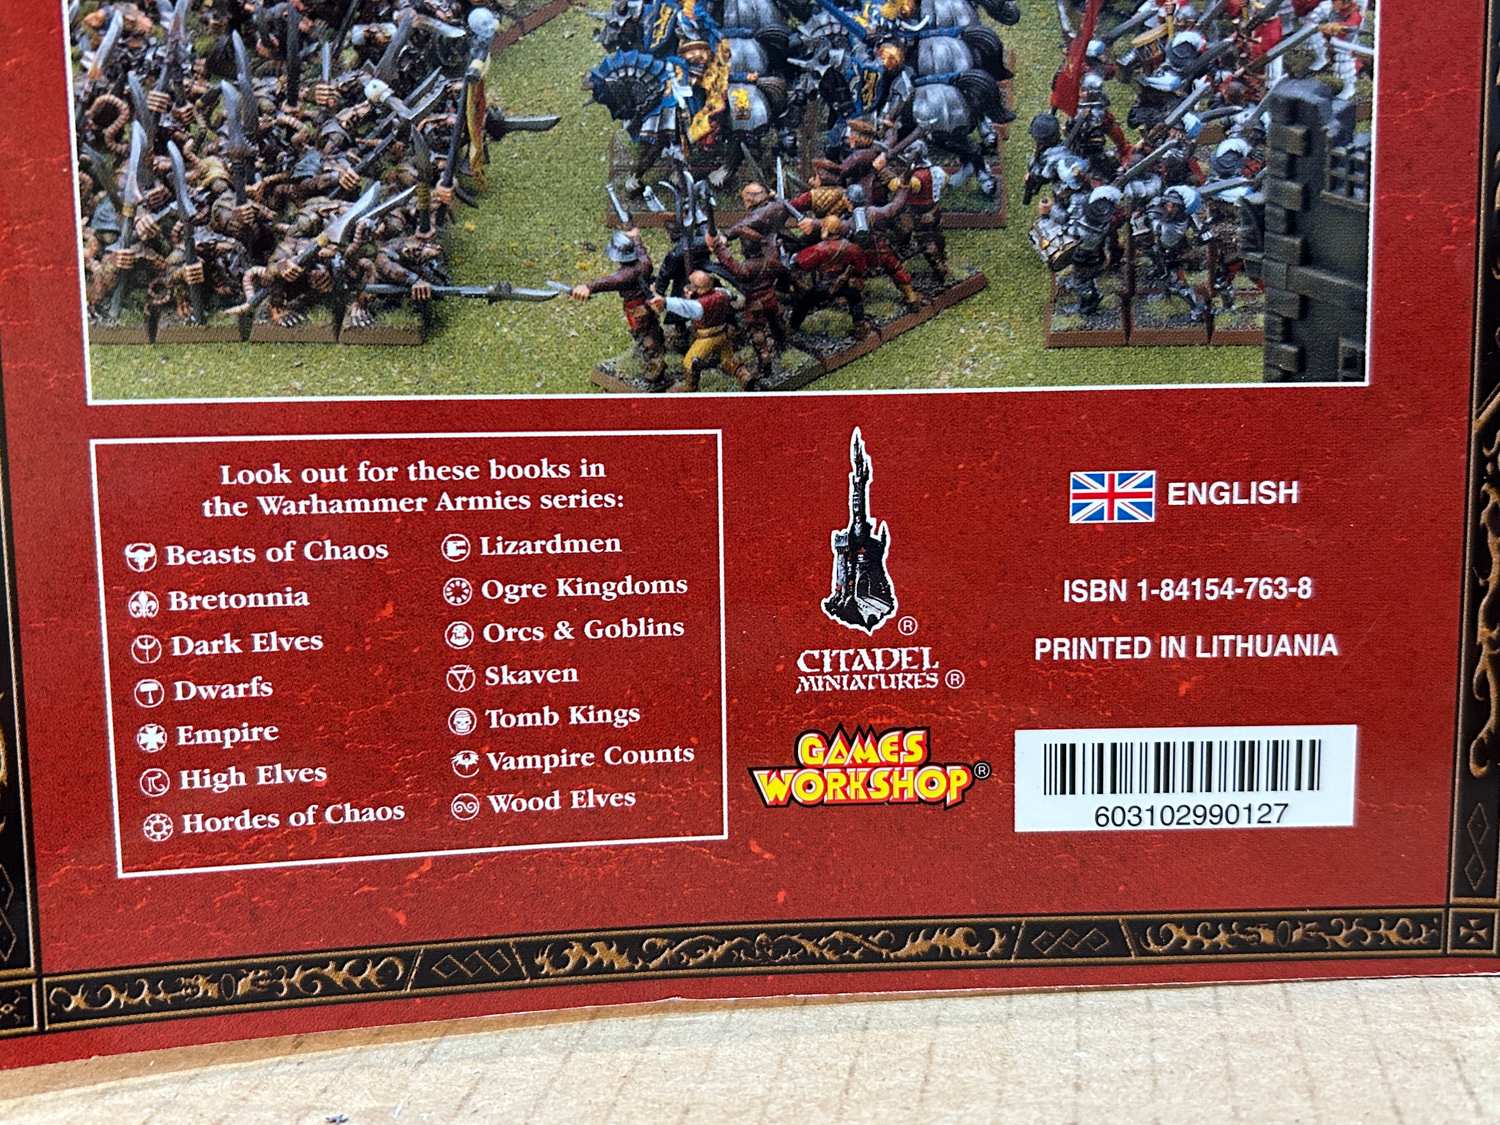 Look out for these books in
the Warhammer Armies series:
Beasts of Chaos
Bretonnia
Dark Elves
Dwarfs
Empire
High Elves
Hordes of Chaos
Lizardmen
Ogre Kingdoms
Orcs & Goblins
Skaven
Tomb Kings
Vampire Counts
Wood Elves
®
CITADEL
MINIATURES ®
GAMES
WORKSHOP ®
ENGLISH
ISBN 1-84154-763-8
PRINTED IN LITHUANIA
603102990127